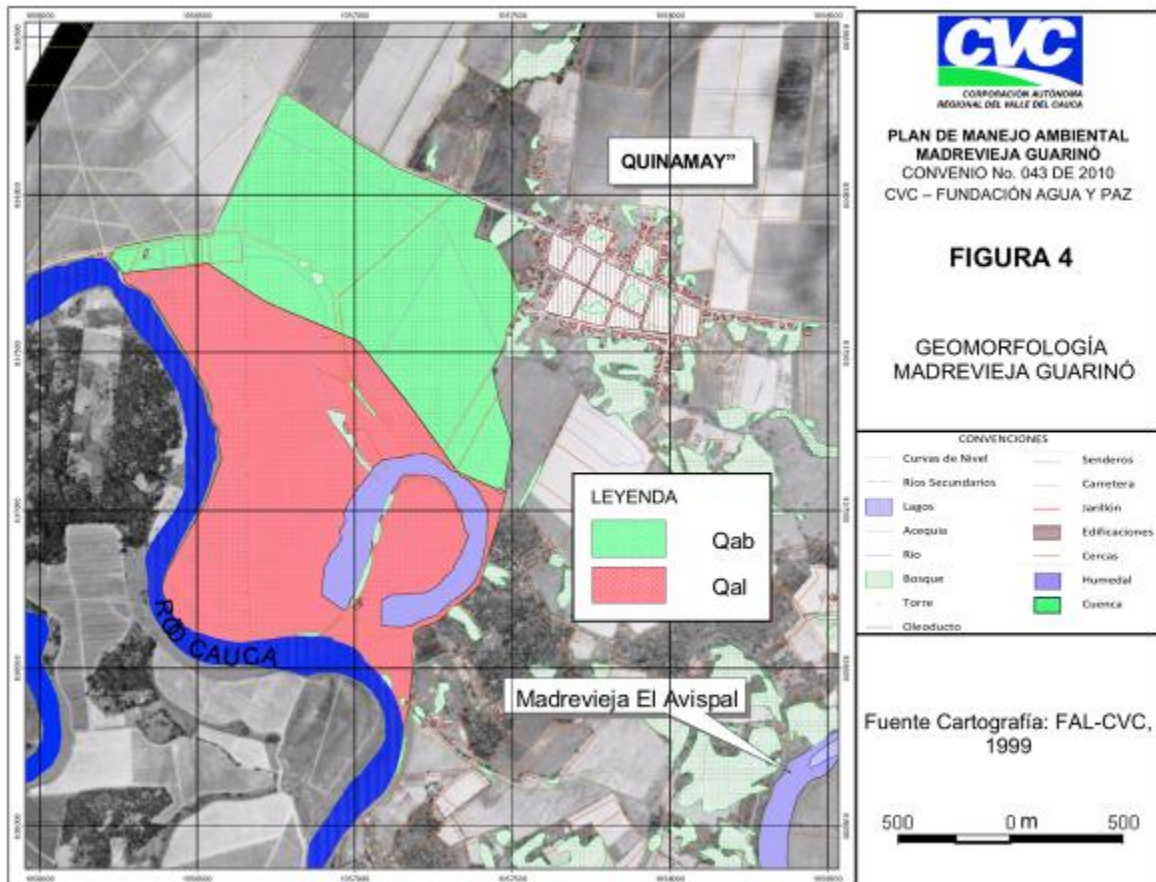 QUINAMAY”
RÍO CAUCA
LEYENDA
Qab
Qal
Madrevieja El Avispal
CVC
CORPORACIÓN AUTÓNOMA
REGIONAL DEL VALLE DEL CAUCA
PLAN DE MANEJO AMBIENTAL
MADREVIEJA GUARINÓ
CONVENIO No. 043 DE 2010
CVC – FUNDACIÓN AGUA Y PAZ
FIGURA 4
GEOMORFOLOGÍA
MADREVIEJA GUARINÓ
CONVENCIONES
Curvas de Nivel
Rios Secundarios
Lagos
Acequia
Rio
Bosque
Torre
Oleoducto
Senderos
Carretera
Jarillón
Edificaciones
Cercas
Humedal
Cuenca
Fuente Cartografía: FAL-CVC,
1999
500 0 m 500